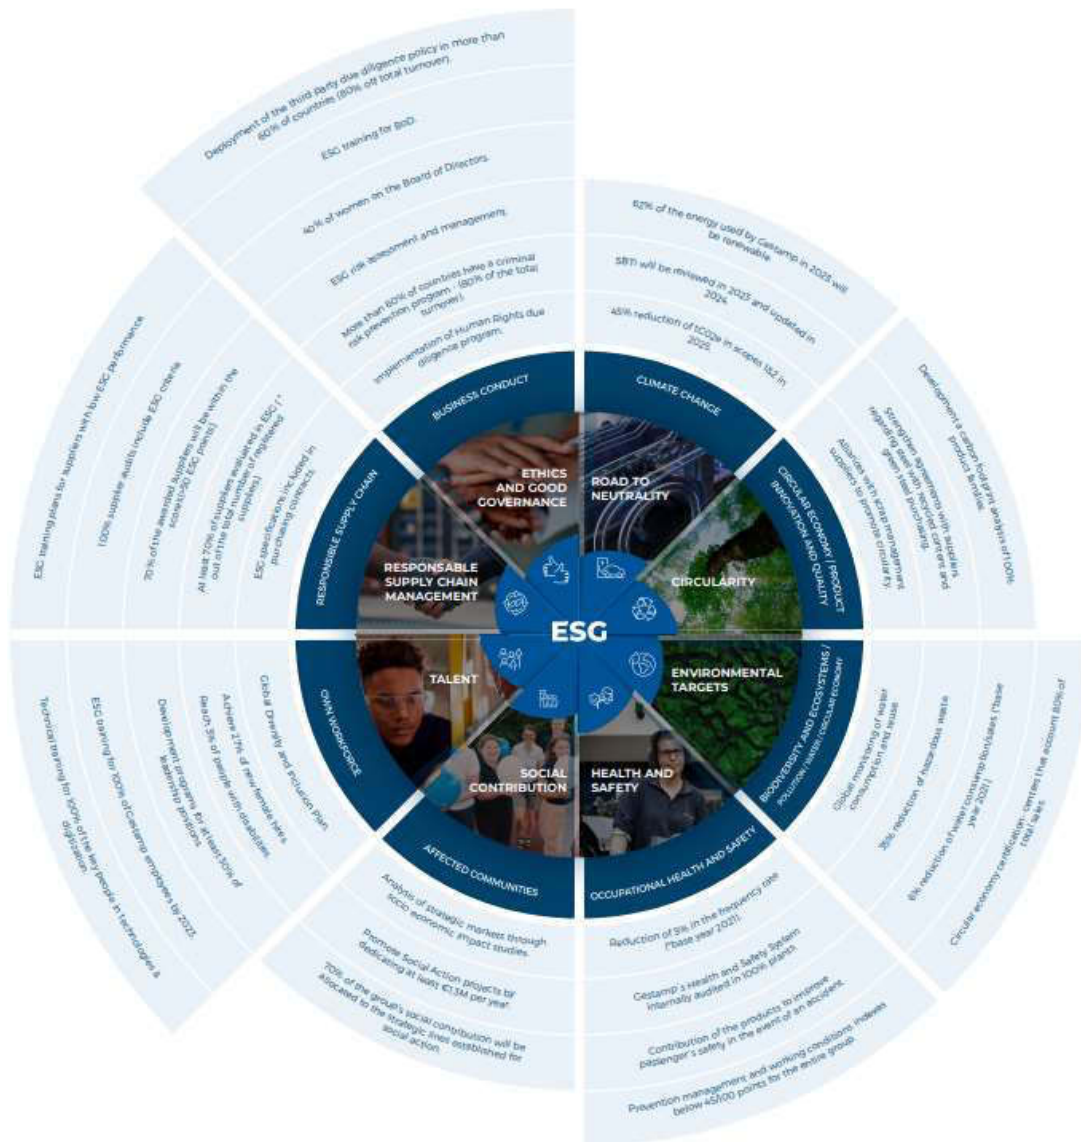 Deployment of the third Party due diligence policy in more than
60% of countries (80% off total turnover).
ESG training for BoD.
40% of women on the Board of Directors.
ESG risk assessment and management.
More than 60% of countries have a criminal
risk prevention program - (80% of the total
turnover).
Implementation of Human Rights due
diligence program.
BUSINESS CONDUCT
ETHICS
AND GOOD
GOVERNANCE
62% of the energy used by Gestamp in 2023 will
be renewable.
SBTi will be reviewed in 2023 and updated in
2024.
45% reduction of tCO2e in scopes 1&2 in
2025.
CLIMATE CHANGE
ROAD TO
NEUTRALITY
Development a carbon footprint analysis of 100%
product families.
Strengthen agreements with suppliers
regarding steel with recycled content and
green steel purchasing.
Alliances with scrap management
suppliers to promote circularity.
CIRCULAR ECONOMY / PRODUCT
INNOVATION AND QUALITY
CIRCULARITY
ENVIRONMENTAL
TARGETS
BIODIVERSITY AND ECOSYSTEMS /
POLLUTION / WATER / CIRCULAR ECONOMY
Global monitoring of water
consumption and reuse
35% reduction of hazardous waste
6% reduction of water consumption/sales (*base
year 2021)
Circular economy certification- centers that account 80% of
total sales
HEALTH AND
SAFETY
OCCUPATIONAL HEALTH AND SAFETY
Reduction of 5% in the frequency rate
(*base year 2021).
Gestamp's Health and Safety System
internally audited in 100% plants
Contribution of the products to improve
passenger's safety in the event of an accident.
Prevention management and working conditions indexes
below 45/100 points for the entire group.
SOCIAL
CONTRIBUTION
AFFECTED COMMUNITIES
Analysis of strategic markets through
socio economic impact studies.
Promote Social Action projects by
dedicating at least €1.3M per year.
70% of the group's social contribution will be
allocated to the strategic lines established for
social action.
TALENT
OWN WORKFORCE
Global Diversity and Inclusion Plan
Achieve 27% of new female hires
Reach 3% of people with disabilities.
Development programs for at least 30% of
leadership positions
ESG training for 100% of Gestamp employees by 2023.
Technical training for 100% of the key people in technologies &
digitization.
RESPONSABLE
SUPPLY CHAIN
MANAGEMENT
RESPONSIBLE SUPPLY CHAIN
ESG training plans for suppliers with low ESG performance
100% supplier audits include ESG criteria
70% of the awarded suppliers will be within the
scores(n>50 ESG points).
At least 70% of suppliers evaluated in ESG (*
out of the total number of registered
suppliers)
ESG specifications included in
purchasing contracts.
ESG